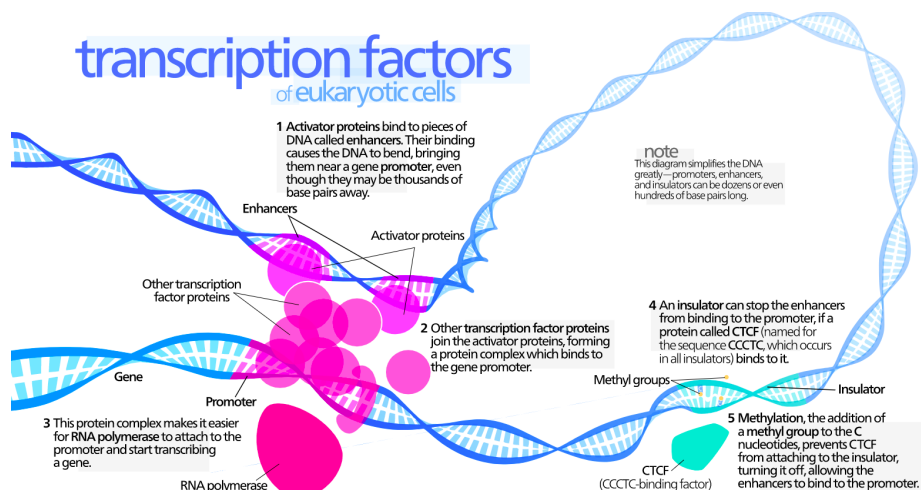 transcription factors
of eukaryotic cells
1 Activator proteins bind to pieces of
DNA called enhancers. Their binding
causes the DNA to bend, bringing
them near a gene promoter, even
though they may be thousands of
base pairs away.
note
This diagram simplifies the DNA
greatly—promoters, enhancers,
and insulators can be dozens or even
hundreds of base pairs long.
Enhancers
Activator proteins
Other transcription
factor proteins
2 Other transcription factor proteins
join the activator proteins, forming
a protein complex which binds to
the gene promoter.
4 An insulator can stop the enhancers
from binding to the promoter, if a
protein called CTCF (named for
the sequence CCCTC, which occurs
in all insulators) binds to it.
Gene
Promoter
Methyl groups
Insulator
3 This protein complex makes it easier
for RNA polymerase to attach to the
promoter and start transcribing
a gene.
RNA polymerase
5 Methylation, the addition of
a methyl group to the C
nucleotides, prevents CTCF
from attaching to the insulator,
turning it off, allowing the
enhancers to bind to the promoter.
CTCF
(CCCTC-binding factor)